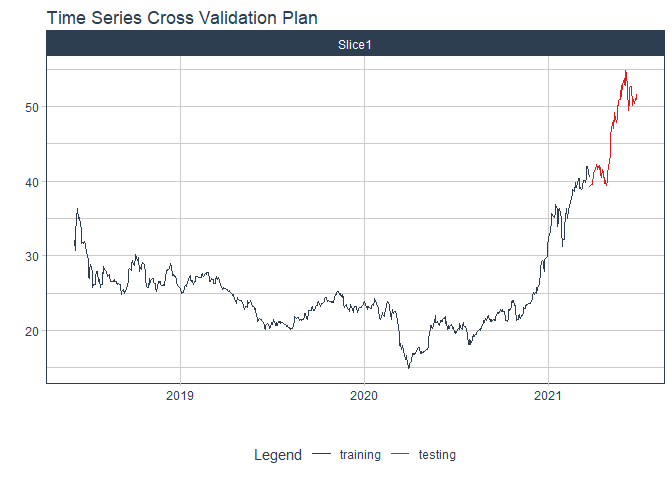 Time Series Cross Validation Plan
Slice1
50
40
30
20
2019 2020 2021
Legend training testing